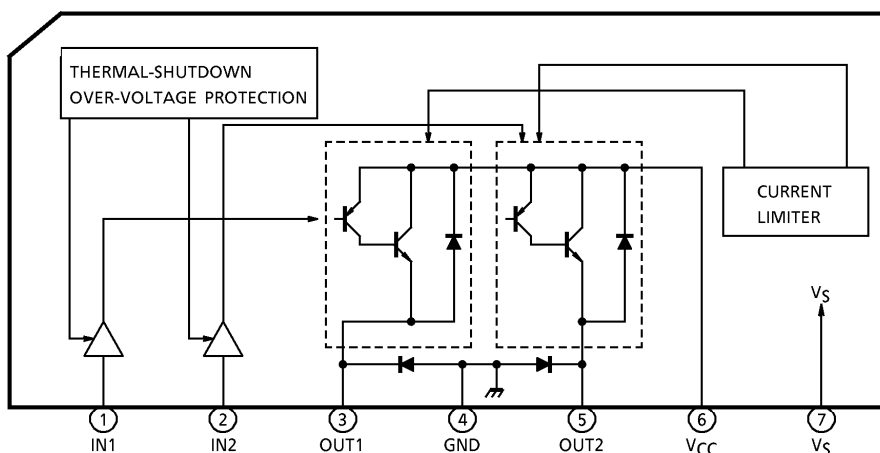 THERMAL-SHUTDOWN
OVER-VOLTAGE PROTECTION
CURRENT
LIMITER
VS
1 2 3 4 5 6 7
IN1 IN2 OUT1 GND OUT2 VCC VS